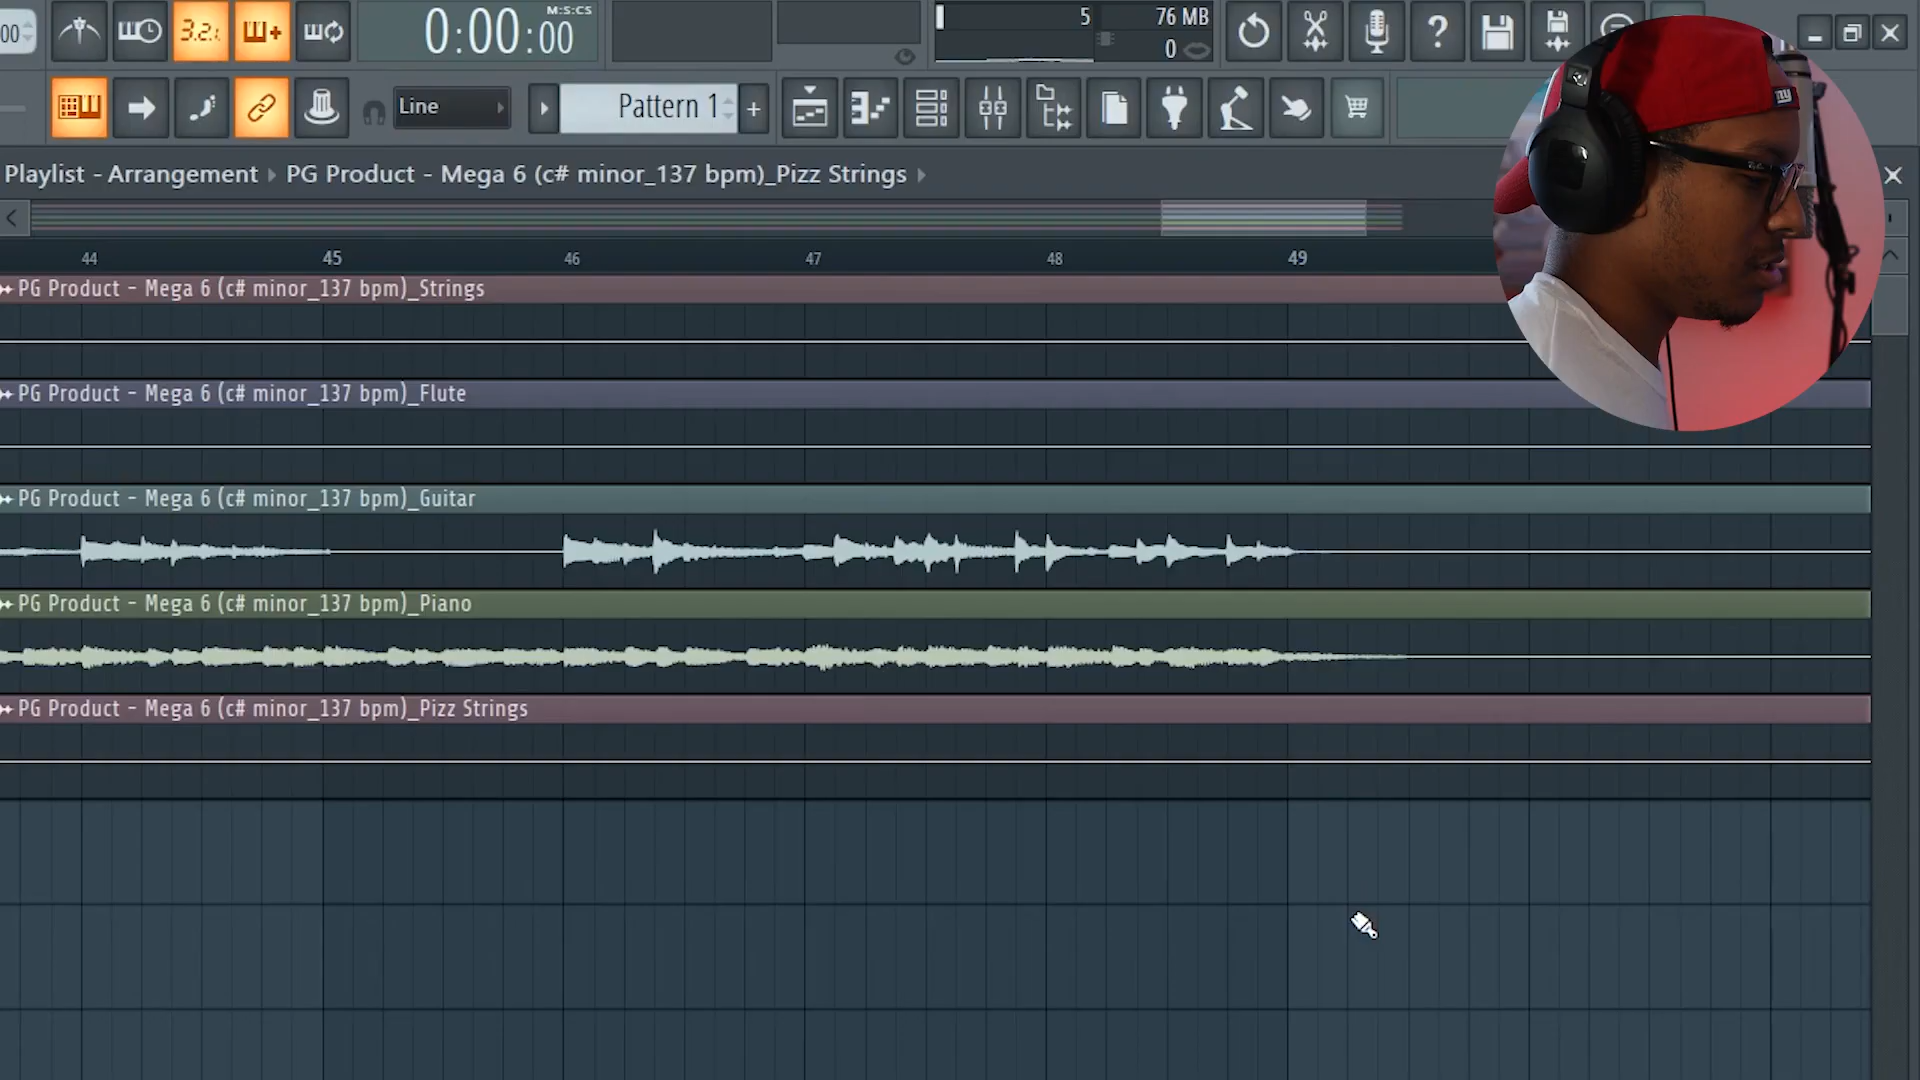 00
3.2.
0:00:00
M:S:CS
5
76 MB
0
Line
Pattern 1
+
?
Playlist - Arrangement ▸ PG Product - Mega 6 (c# minor_137 bpm)_Pizz Strings ▸
44 45 46 47 48 49
PG Product - Mega 6 (c# minor_137 bpm)_Strings
PG Product - Mega 6 (c# minor_137 bpm)_Flute
PG Product - Mega 6 (c# minor_137 bpm)_Guitar
PG Product - Mega 6 (c# minor_137 bpm)_Piano
PG Product - Mega 6 (c# minor_137 bpm)_Pizz Strings